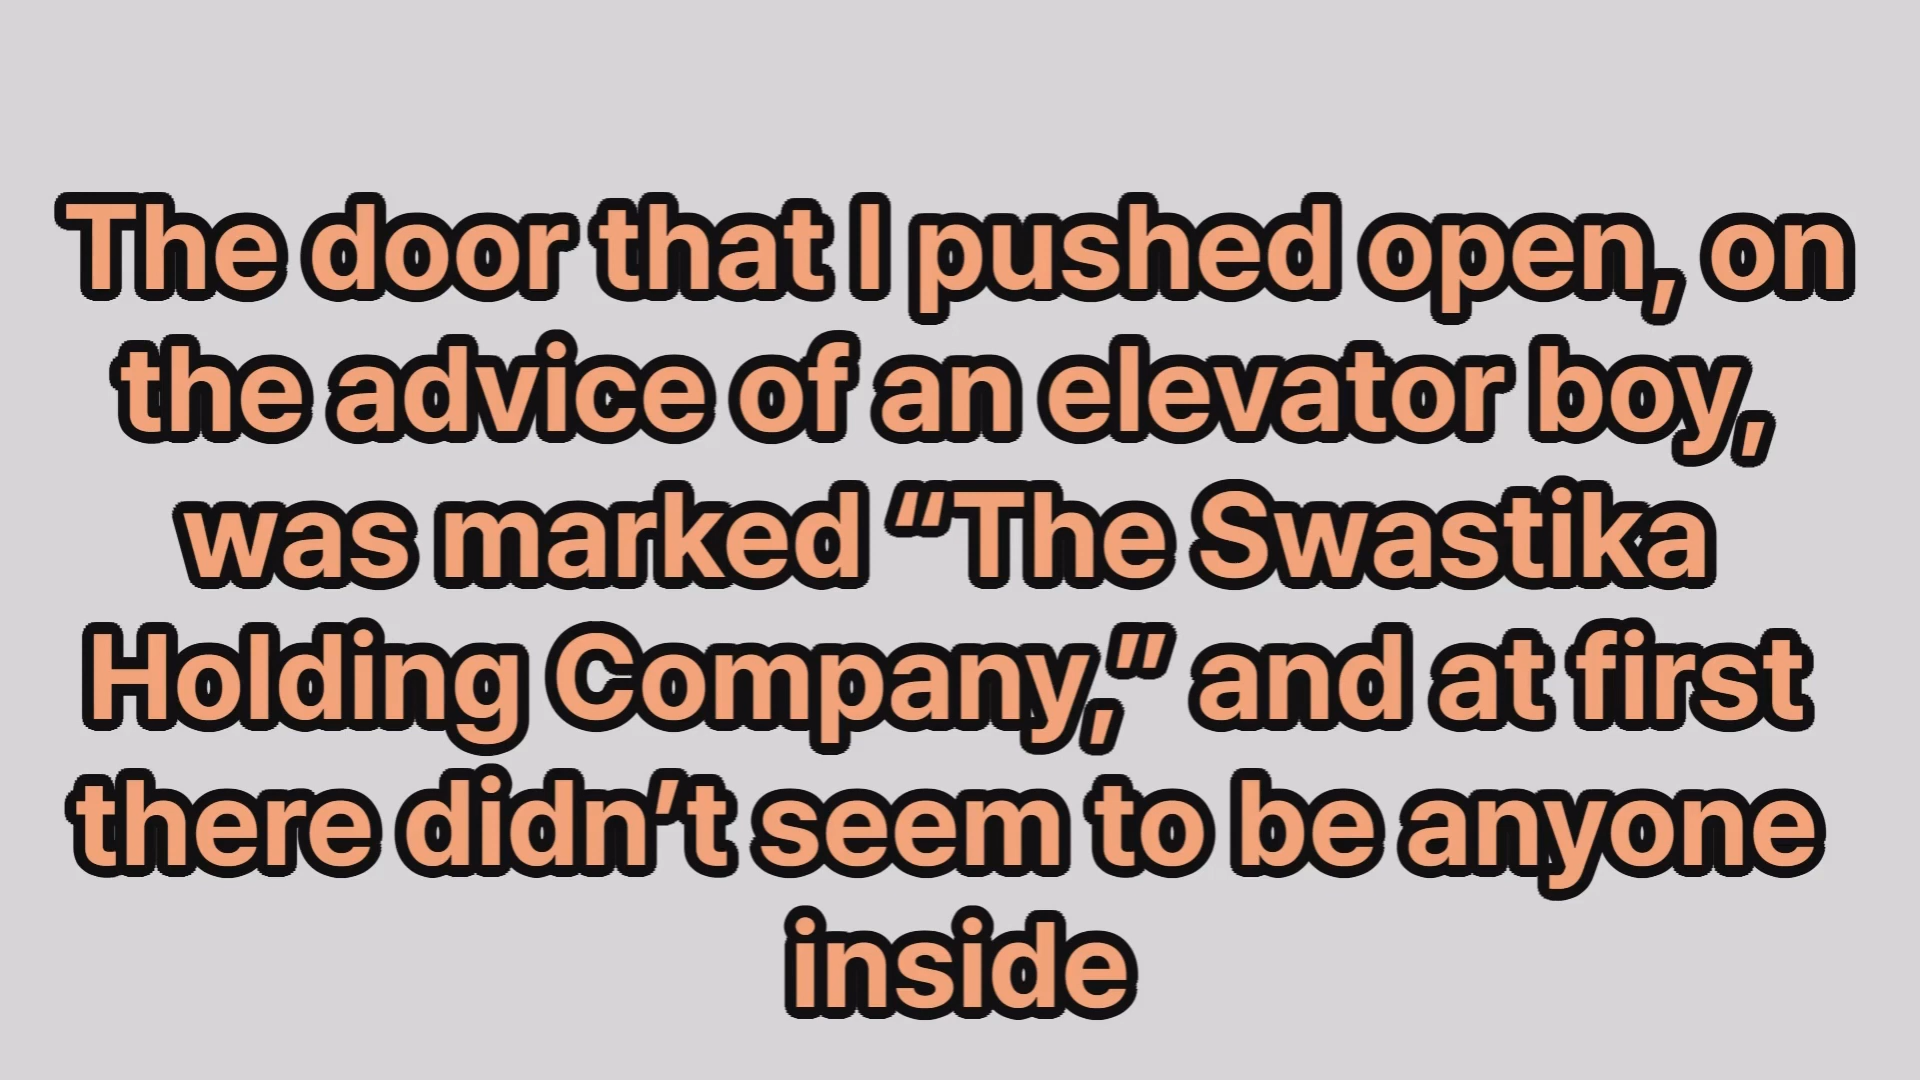 The door that I pushed open, on
the advice of an elevator boy,
was marked “The Swastika
Holding Company,” and at first
there didn’t seem to be anyone
inside